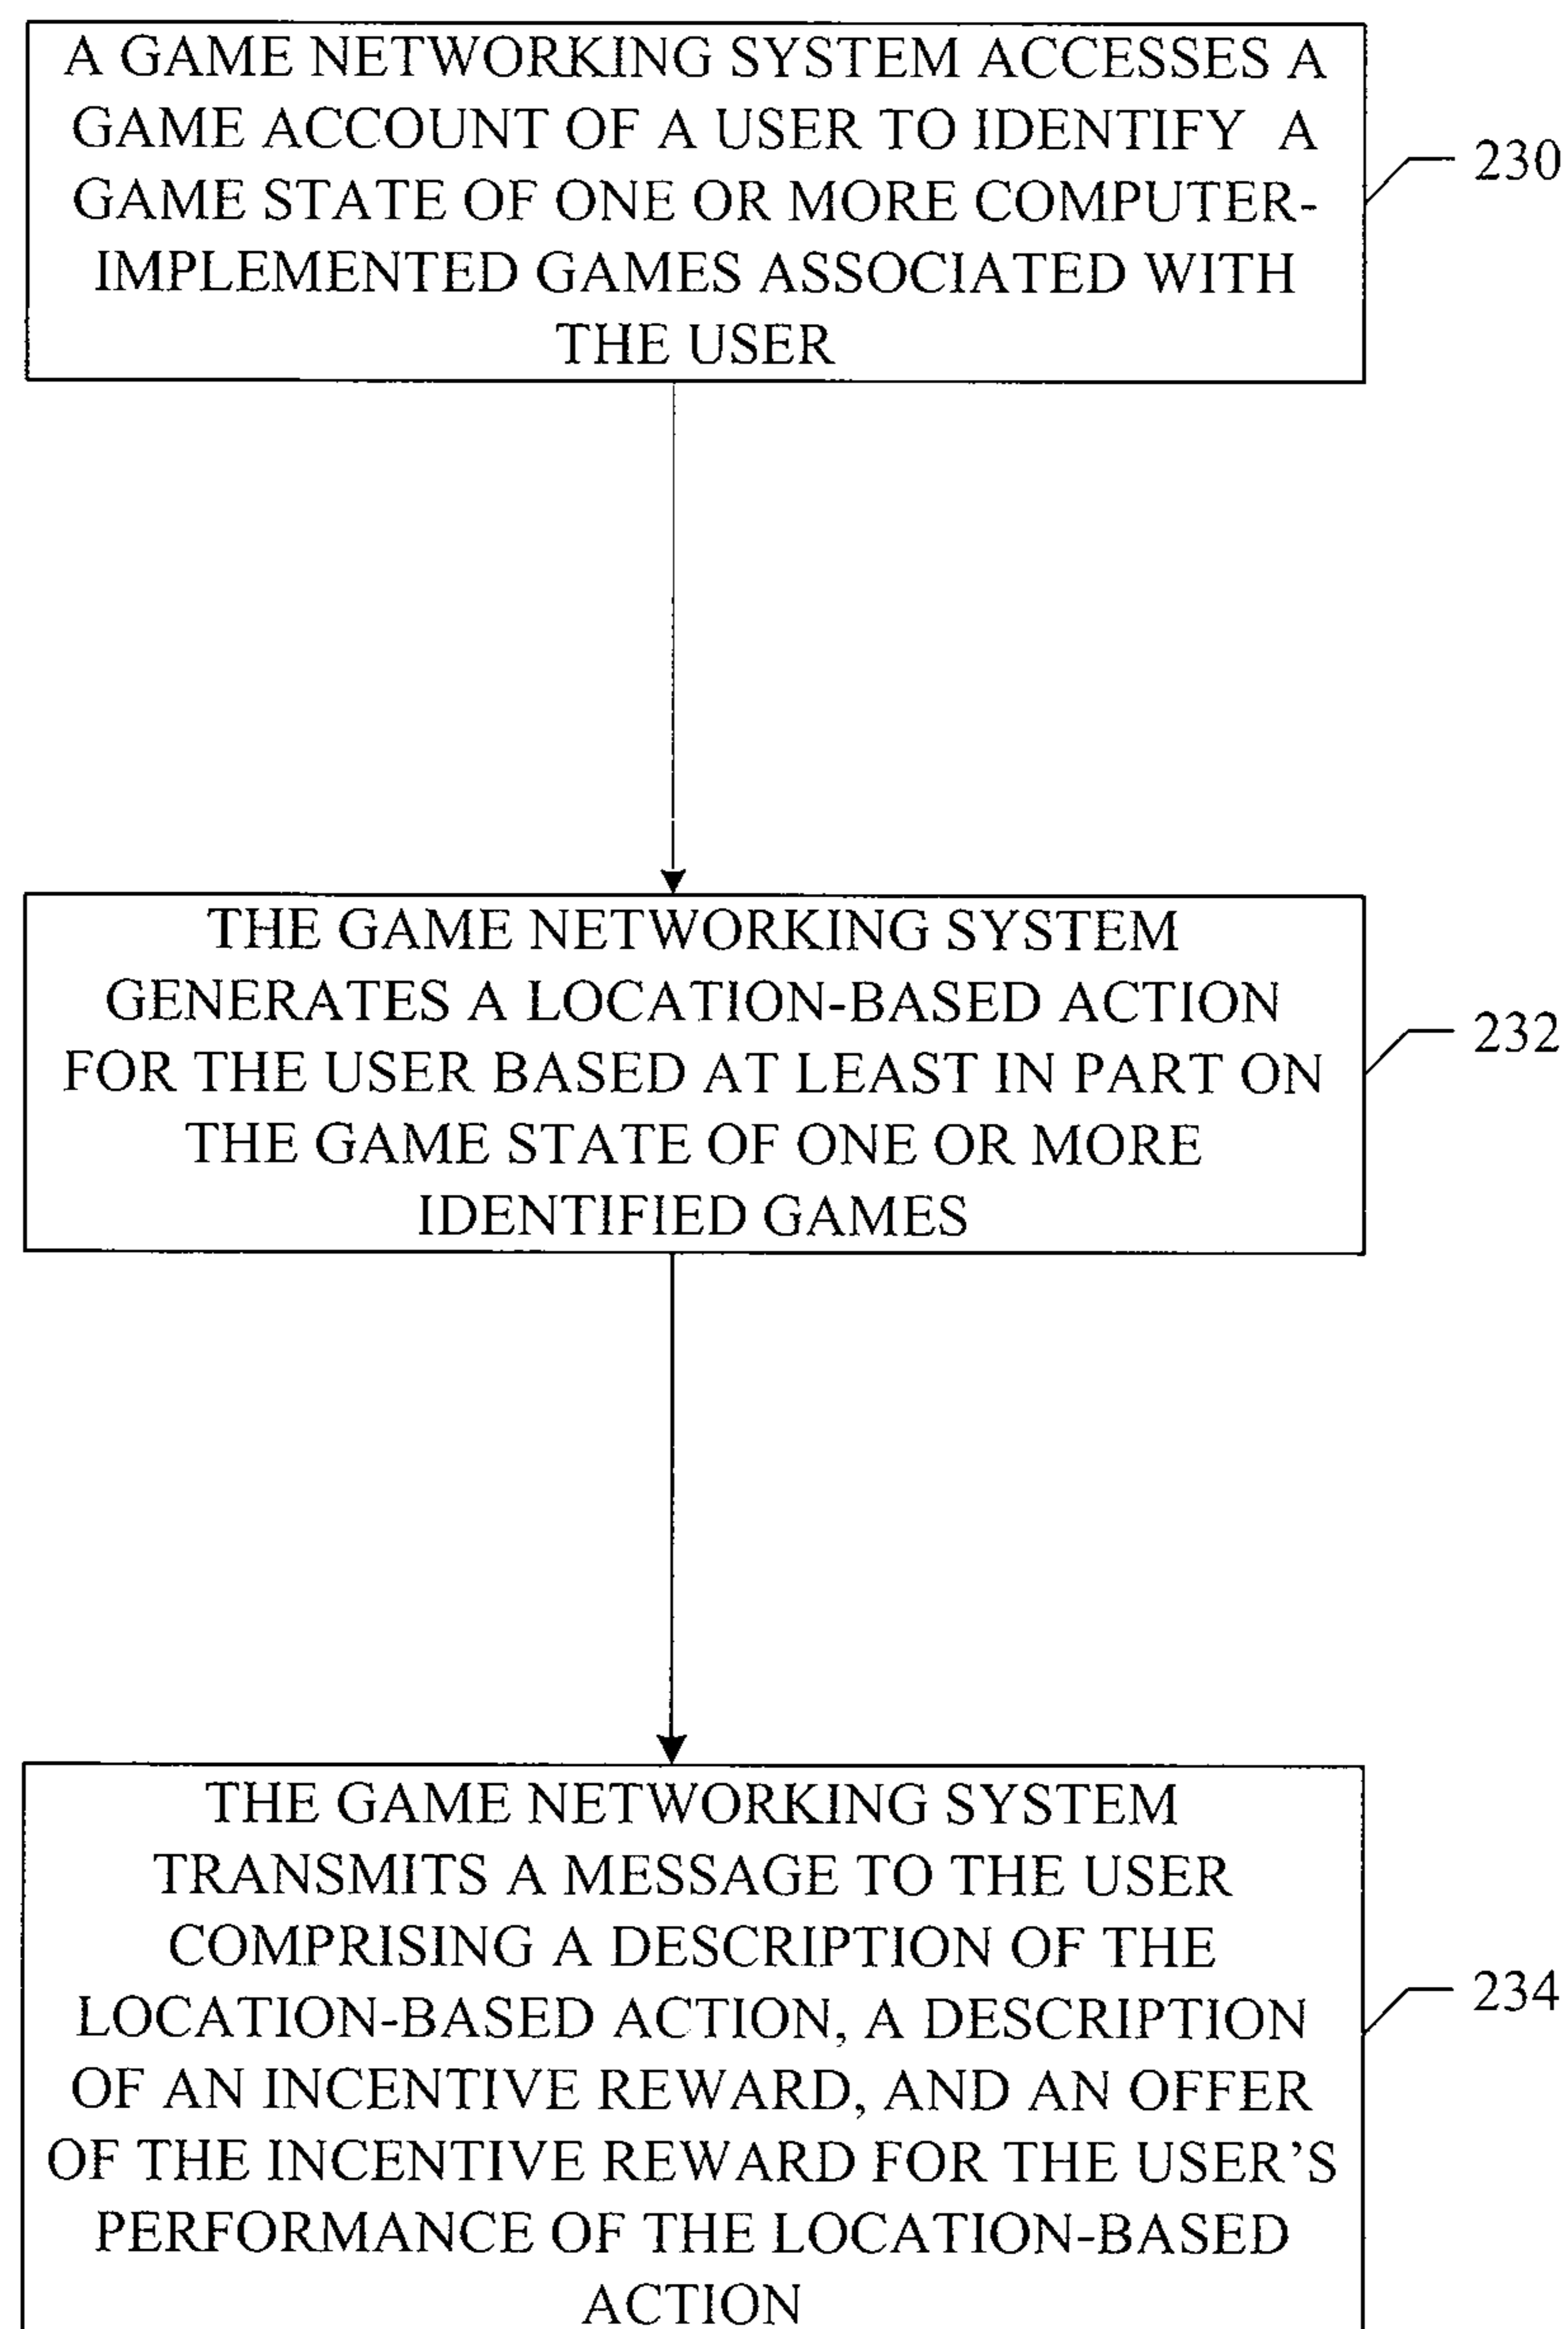 A GAME NETWORKING SYSTEM ACCESSES A
GAME ACCOUNT OF A USER TO IDENTIFY A
GAME STATE OF ONE OR MORE COMPUTER-
IMPLEMENTED GAMES ASSOCIATED WITH
THE USER
230
THE GAME NETWORKING SYSTEM
GENERATES A LOCATION-BASED ACTION
FOR THE USER BASED AT LEAST IN PART ON
THE GAME STATE OF ONE OR MORE
IDENTIFIED GAMES
232
THE GAME NETWORKING SYSTEM
TRANSMITS A MESSAGE TO THE USER
COMPRISING A DESCRIPTION OF THE
LOCATION-BASED ACTION, A DESCRIPTION
OF AN INCENTIVE REWARD, AND AN OFFER
OF THE INCENTIVE REWARD FOR THE USER’S
PERFORMANCE OF THE LOCATION-BASED
ACTION
234